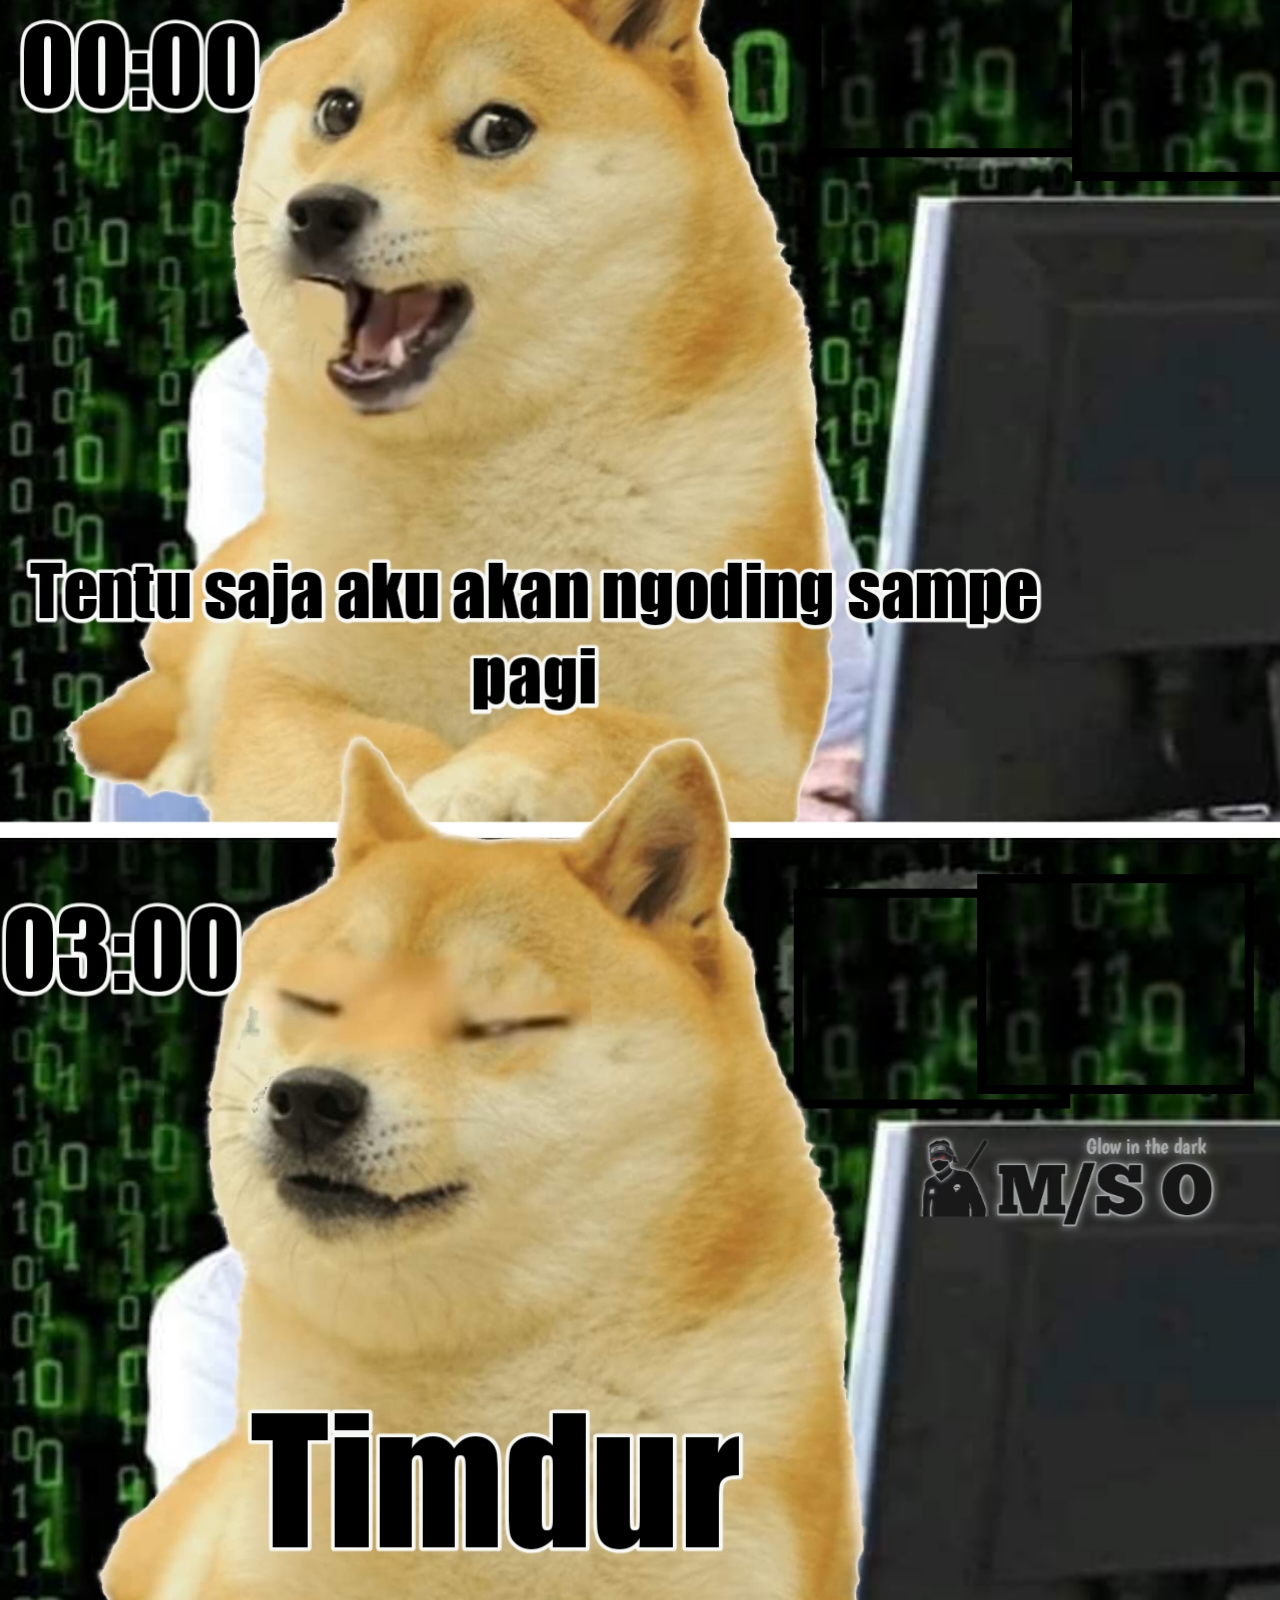 00:00
Tentu saja aku akan ngoding sampe
pagi
03:00
Glow in the dark
M/S O
Timdur